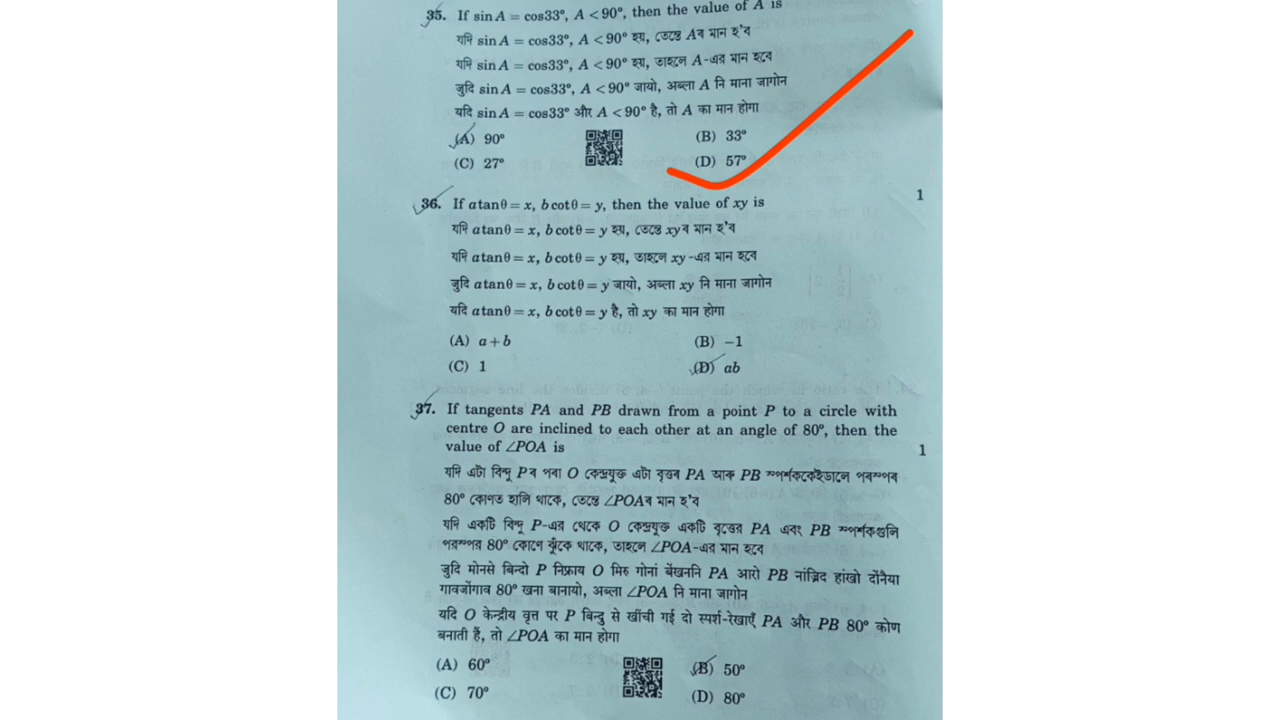 35. If sin A = cos33°, A < 90°, then the value of A is
যদি sin A = cos33°, A < 90° হয়, তেন্তে Aৰ মান হ'ব
যদি sin A = cos33°, A < 90° হয়, তাহলে A-এর মান হবে
जुदि sin A = cos33°, A < 90° जायो, अब्ला A नि माना जागोन
यदि sin A = cos33° और A < 90° है, तो A का मान होगा
(A) 90° (B) 33°
(C) 27° (D) 57°
36. If a tanθ = x, b cotθ = y, then the value of xy is 1
যদি a tanθ = x, b cotθ = y হয়, তেন্তে xyৰ মান হ'ব
যদি a tanθ = x, b cotθ = y হয়, তাহলে xy-এর মান হবে
जुदि a tanθ = x, b cotθ = y जायो, अब्ला xy नि माना जागोन
यदि a tanθ = x, b cotθ = y है, तो xy का मान होगा
(A) a + b (B) −1
(C) 1 (D) ab
37. If tangents PA and PB drawn from a point P to a circle with
centre O are inclined to each other at an angle of 80°, then the
value of ∠POA is 1
যদি এটা বিন্দু Pৰ পৰা O কেন্দ্ৰযুক্ত এটা বৃত্তৰ PA আৰু PB স্পৰ্শককেইডালে পৰস্পৰ
80° কোণত হালি থাকে, তেন্তে ∠POAৰ মান হ'ব
যদি একটি বিন্দু P-এর থেকে O কেন্দ্রযুক্ত একটি বৃত্তের PA এবং PB স্পর্শকগুলি
পরস্পর 80° কোণে ঝুঁকে থাকে, তাহলে ∠POA-এর মান হবে
जुदि मोनसे बिन्दो P निफ्राय O मिरु गोनां बेंखननि PA आरो PB नांज्रिद हांखो दोंनैया
गावजोंगाव 80° खना बानायो, अब्ला ∠POA नि माना जागोन
यदि O केन्द्रीय वृत्त पर P बिन्दु से खींची गई दो स्पर्श-रेखाएँ PA और PB 80° कोण
बनाती हैं, तो ∠POA का मान होगा
(A) 60° (B) 50°
(C) 70° (D) 80°